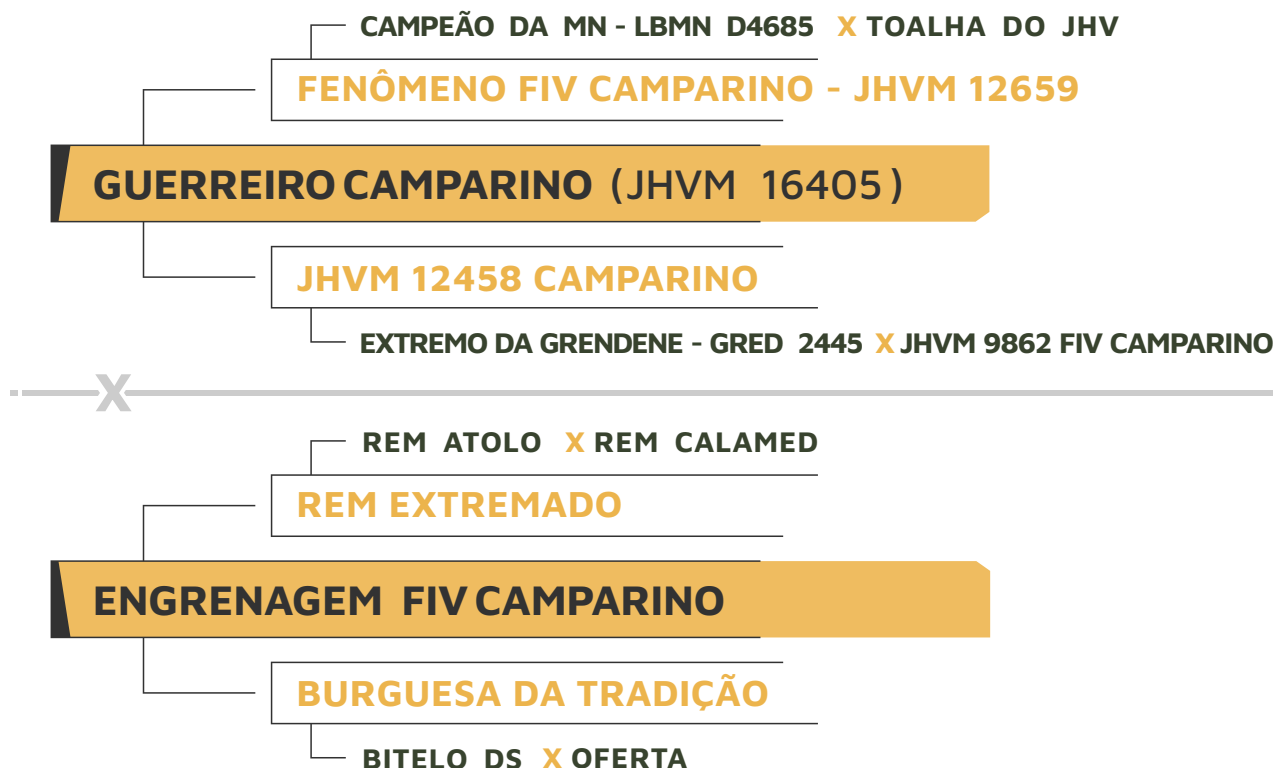 CAMPEÃO DA MN - LBMN D4685 X TOALHA DO JHV
FENÔMENO FIV CAMPARINO - JHVM 12659
GUERREIRO CAMPARINO (JHVM 16405)
JHVM 12458 CAMPARINO
EXTREMO DA GRENDENE - GRED 2445 X JHVM 9862 FIV CAMPARINO
X
REM ATOLO X REM CALAMED
REM EXTREMADO
ENGRENAGEM FIV CAMPARINO
BURGUESA DA TRADIÇÃO
BITELO DS X OFERTA